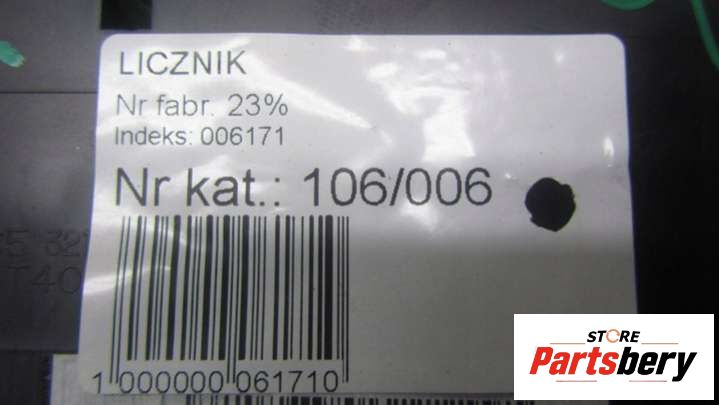 LICZNIK
Nr fabr. 23%
Indeks: 006171
Nr kat.: 106/006
1 000000 061710
STORE
Partsbery